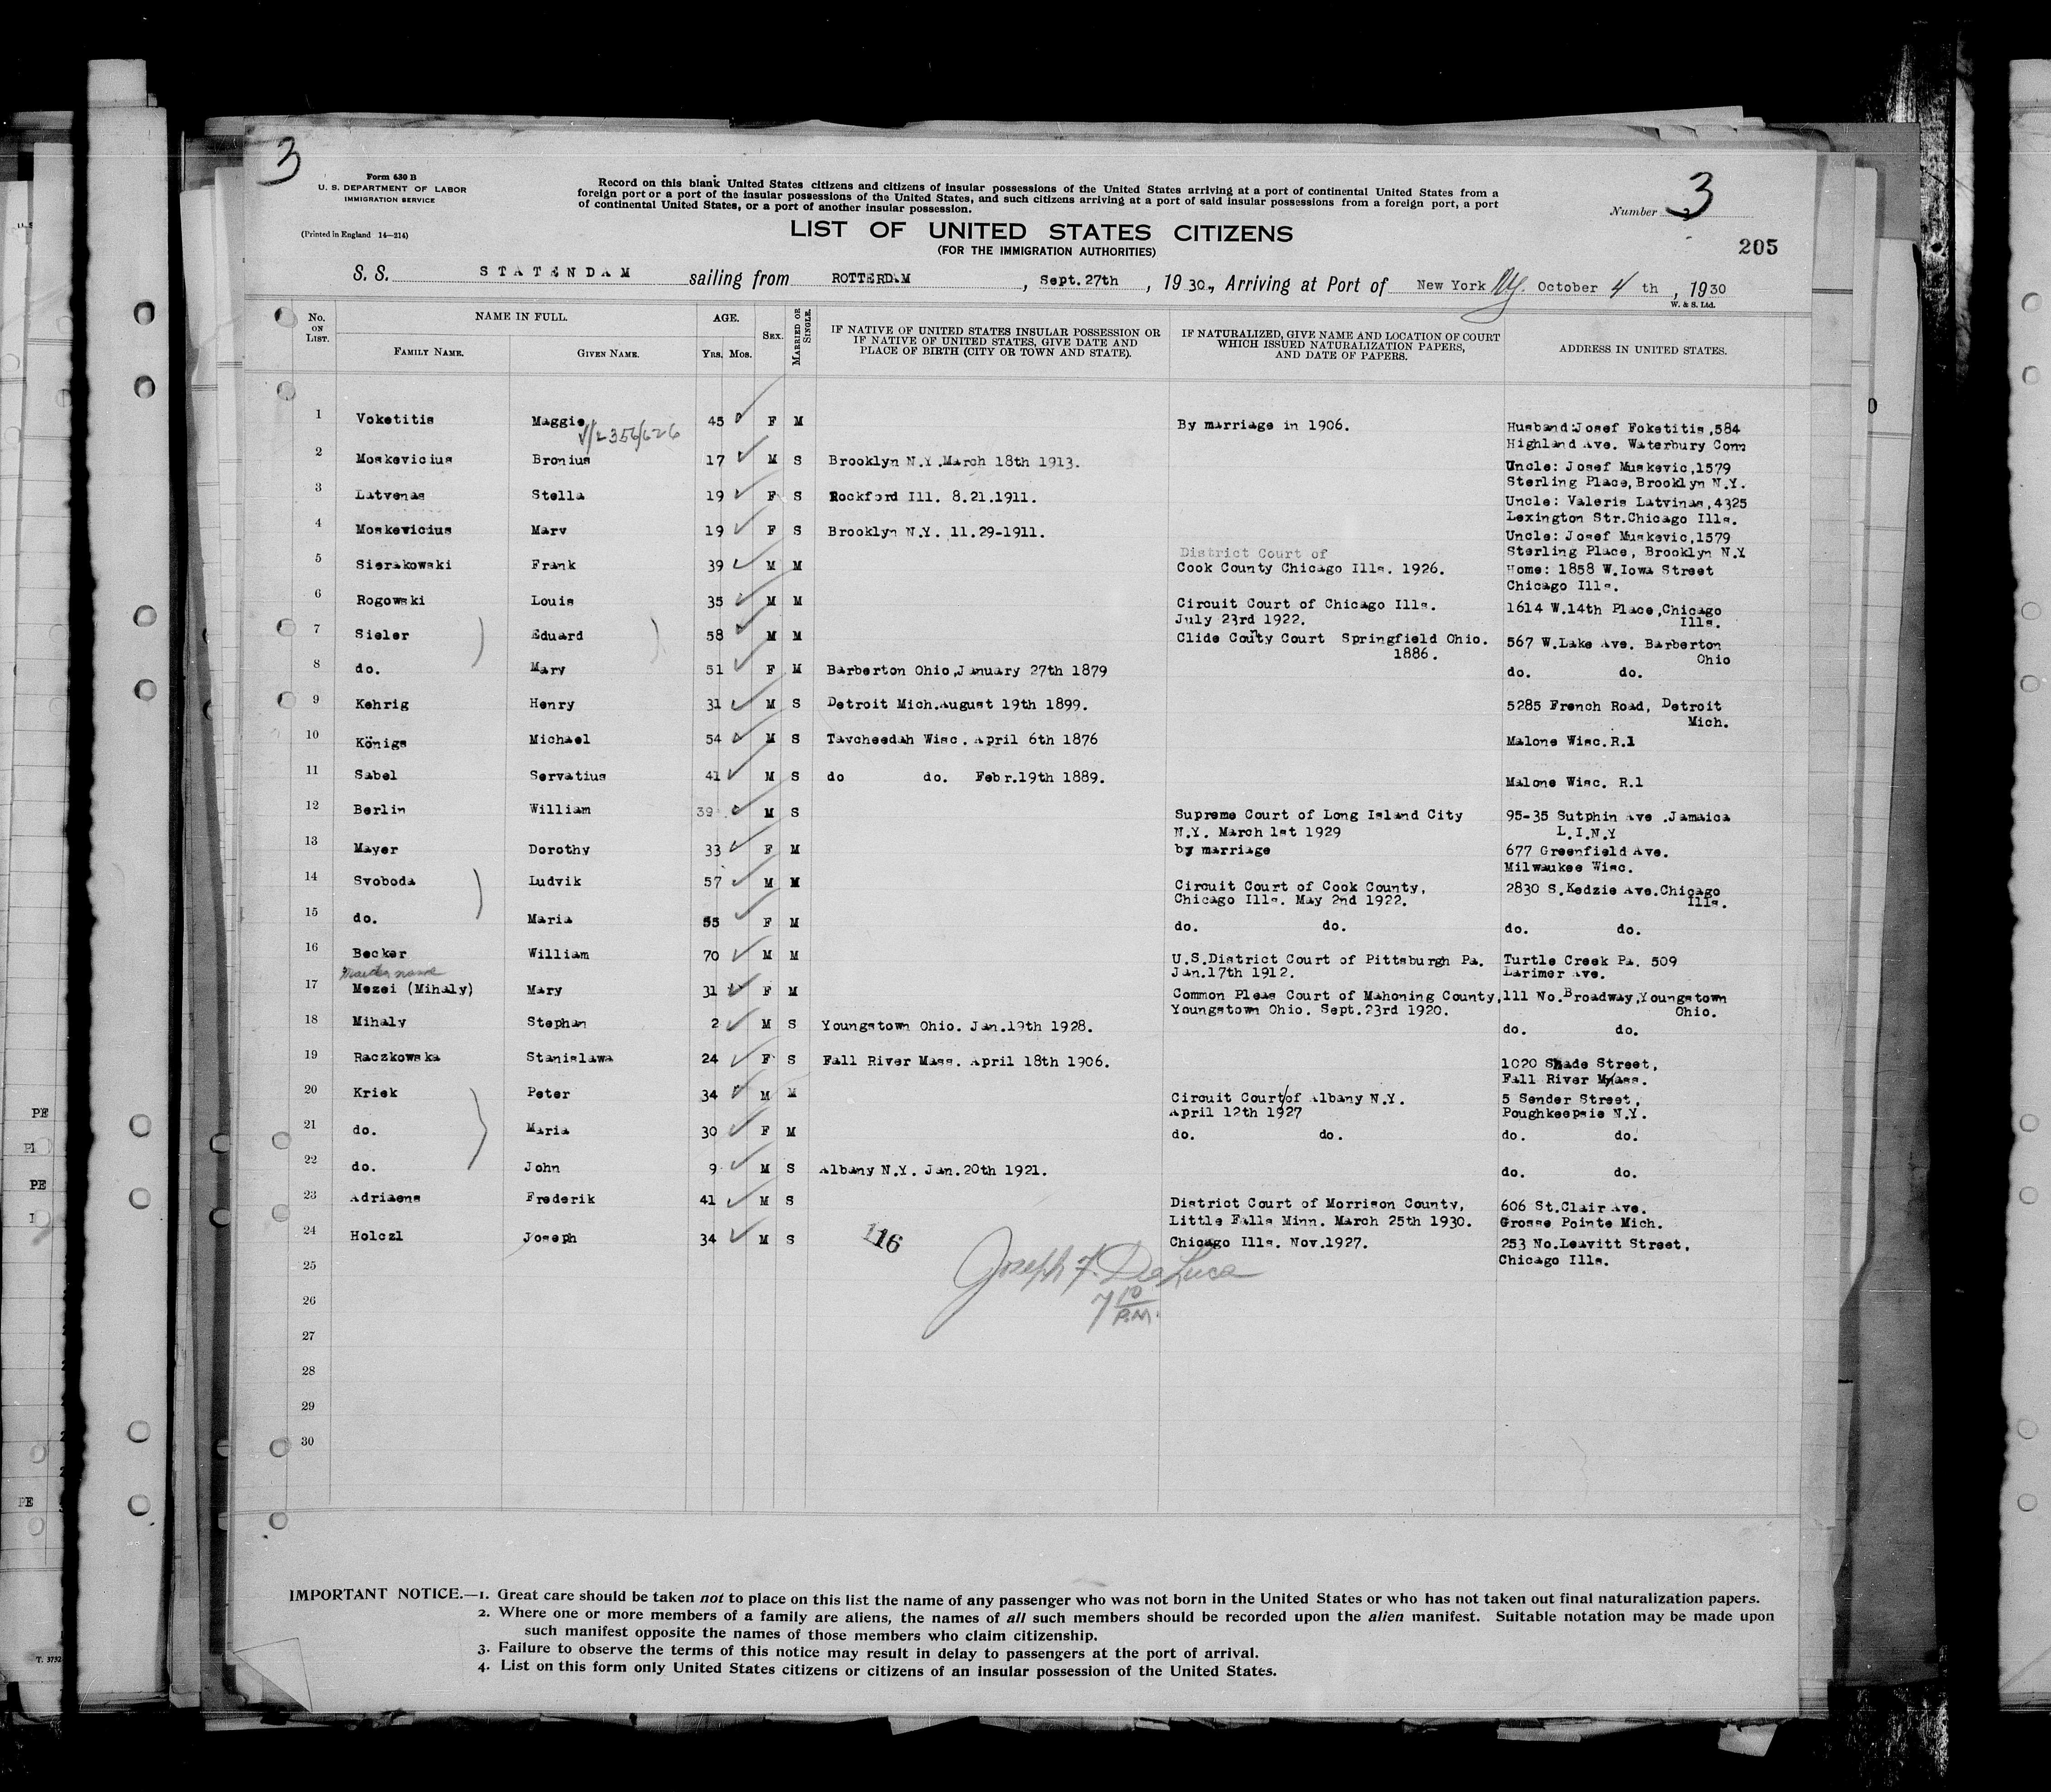 3
Form 630 B
U. S. DEPARTMENT OF LABOR
IMMIGRATION SERVICE
(Printed in England 14—214)
Record on this blank United States citizens and citizens of insular possessions of the United States arriving at a port of continental United States from a
foreign port or a port of the insular possessions of the United States, and such citizens arriving at a port of said insular possessions from a foreign port, a port
of continental United States, or a port of another insular possession.
Number 3
LIST OF UNITED STATES CITIZENS
(FOR THE IMMIGRATION AUTHORITIES)
205
S. S. STATENDAM sailing from ROTTERDAM, Sept. 27th, 1930., Arriving at Port of New York NY. October 4 th, 1930
W. & S. Ltd.
No. ON LIST.
NAME IN FULL.
FAMILY NAME.
GIVEN NAME.
AGE.
YRS. MOS.
SEX.
MARRIED OR SINGLE.
IF NATIVE OF UNITED STATES INSULAR POSSESSION OR
IF NATIVE OF UNITED STATES, GIVE DATE AND
PLACE OF BIRTH (CITY OR TOWN AND STATE).
IF NATURALIZED, GIVE NAME AND LOCATION OF COURT
WHICH ISSUED NATURALIZATION PAPERS,
AND DATE OF PAPERS.
ADDRESS IN UNITED STATES.
1 Voketitis Maggie 45 F M By marriage in 1906. Husband:Josef Foketitis,584
Highland Ave. Waterbury Conn
2 Moskevicius Bronius 17 M S Brooklyn N.Y.March 18th 1913. Uncle: Josef Muskevic,1579
Sterling Place,Brooklyn N.Y.
3 Latvenas Stella 19 F S Rockford Ill. 8.21.1911. Uncle: Valeris Latvinas,4325
Lexington Str.Chicago Ills.
4 Moskevicius Mary 19 F S Brooklyn N.Y. 11.29-1911. Uncle: Josef Muskevic,1579
Sterling Place, Brooklyn N.Y
5 Sierakowski Frank 39 M M District Court of
Cook County Chicago Ills. 1926. Home: 1858 W.Iowa Street
Chicago Ills.
6 Rogowski Louis 35 M M Circuit Court of Chicago Ills.
July 23rd 1922. 1614 W.14th Place,Chicago
Ills.
7 Sieler Eduard 58 M M Clide Couty Court Springfield Ohio.
1886. 567 W.Lake Ave. Barberton
Ohio
8 do. Mary 51 F M Barberton Ohio,January 27th 1879 do. do.
9 Kehrig Henry 31 M S Detroit Mich.August 19th 1899. 5285 French Road, Detroit
Mich.
10 Königs Michael 54 M S Tavcheedah Wisc. April 6th 1876 Malone Wisc.R.1
11 Sabel Servatius 41 M S do do. Febr.19th 1889. Malone Wisc. R.1
12 Berlin William 39 M S Supreme Court of Long Island City
N.Y. March 1st 1929 95-35 Sutphin Ave .Jamaica
L.I.N.Y
13 Mayer Dorothy 33 F M by marriage 677 Greenfield Ave.
Milwaukee Wisc.
14 Svoboda Ludvik 57 M M Circuit Court of Cook County,
Chicago Ills. May 2nd 1922. 2830 S.Kedzie Ave.Chicago
Ills.
15 do. Maria 55 F M do. do. do. do.
16 Becker William 70 M M U.S.District Court of Pittsburgh Pa.
Jan.17th 1912. Turtle Creek Pa. 509
Larimer Ave.
Maiden name
17 Mezei (Mihaly) Mary 31 F M Common Pleas Court of Mahoning County,
Youngstown Ohio. Sept.23rd 1920. 111 No.Broadway,Youngstown
Ohio.
18 Mihaly Stephan 2 M S Youngstown Ohio. Jan.19th 1928. do. do.
19 Raczkowska Stanislawa 24 F S Fall River Mass. April 18th 1906. 1020 Shade Street,
Fall River Mass.
20 Kriek Peter 34 M M Circuit Court of Albany N.Y.
April 12th 1927 5 Sender Street,
Poughkeepsie N.Y.
21 do. Maria 30 F M do. do. do. do.
22 do. John 9 M S Albany N.Y. Jan.20th 1921. do. do.
23 Adriaens Frederik 41 M S District Court of Morrison County,
Little Falls Minn. March 25th 1930. 606 St.Clair Ave.
Grosse Pointe Mich.
24 Holczl Joseph 34 M S Chicago Ills. Nov.1927. 253 No.Leavitt Street,
Chicago Ills.
116
Joseph F. DeLuca
7 10 P.M.
25
26
27
28
29
30
IMPORTANT NOTICE.—1. Great care should be taken not to place on this list the name of any passenger who was not born in the United States or who has not taken out final naturalization papers.
2. Where one or more members of a family are aliens, the names of all such members should be recorded upon the alien manifest. Suitable notation may be made upon
such manifest opposite the names of those members who claim citizenship.
3. Failure to observe the terms of this notice may result in delay to passengers at the port of arrival.
4. List on this form only United States citizens or citizens of an insular possession of the United States.